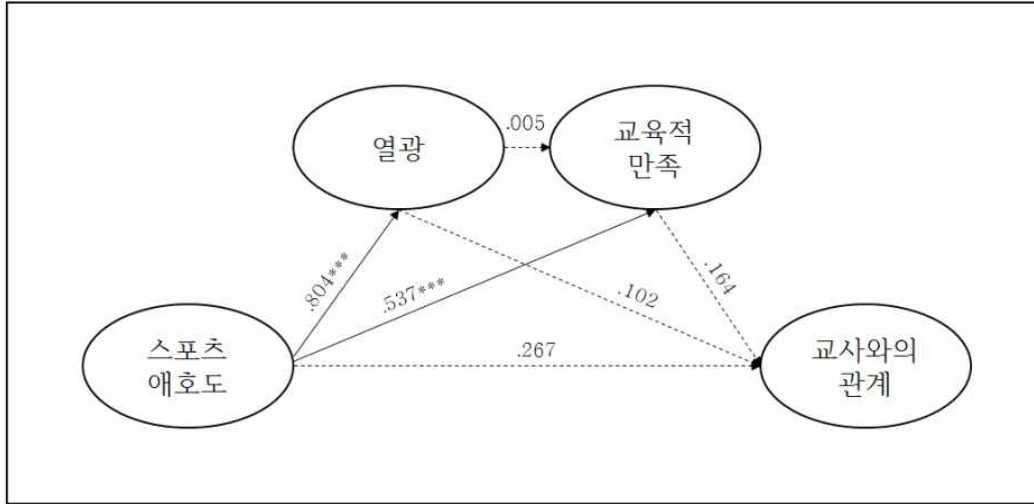 열광
.005
교육적
만족
.804***
.537***
.102
.164
스포츠
애호도
.267
교사와의
관계